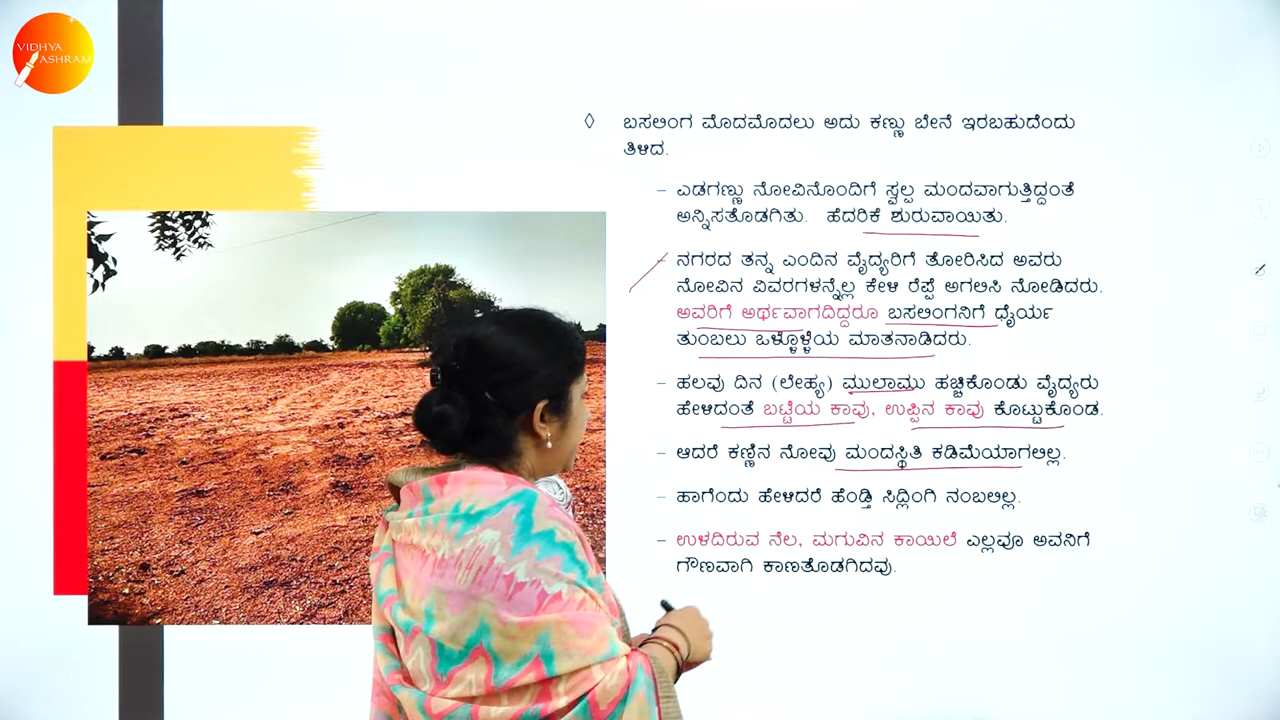 VIDHYA
ASHRAM
ಬಸಲಿಂಗ ಮೊದಮೊದಲು ಅದು ಕಣ್ಣು ಬೇನೆ ಇರಬಹುದೆಂದು
ತಿಳಿದ.
– ಎಡಗಣ್ಣು ನೋವಿನೊಂದಿಗೆ ಸ್ವಲ್ಪ ಮಂದವಾಗುತ್ತಿದ್ದಂತೆ
ಅನ್ನಿಸತೊಡಗಿತು. ಹೆದರಿಕೆ ಶುರುವಾಯಿತು.
– ನಗರದ ತನ್ನ ಎಂದಿನ ವೈದ್ಯರಿಗೆ ತೋರಿಸಿದ ಅವರು
ನೋವಿನ ವಿವರಗಳನ್ನೆಲ್ಲ ಕೇಳಿ ರೆಪ್ಪೆ ಅಗಲಿಸಿ ನೋಡಿದರು.
ಅವರಿಗೆ ಅರ್ಥವಾಗದಿದ್ದರೂ ಬಸಲಿಂಗನಿಗೆ ಧೈರ್ಯ
ತುಂಬಲು ಒಳ್ಳೊಳ್ಳೆಯ ಮಾತನಾಡಿದರು.
– ಹಲವು ದಿನ (ಲೇಹ್ಯ) ಮುಲಾಮು ಹಚ್ಚಿಕೊಂಡು ವೈದ್ಯರು
ಹೇಳಿದಂತೆ ಬಟ್ಟೆಯ ಕಾವು, ಉಪ್ಪಿನ ಕಾವು ಕೊಟ್ಟುಕೊಂಡ.
– ಆದರೆ ಕಣ್ಣಿನ ನೋವು ಮಂದಸ್ಥಿತಿ ಕಡಿಮೆಯಾಗಲಿಲ್ಲ.
– ಹಾಗೆಂದು ಹೇಳಿದರೆ ಹೆಂಡ್ತಿ ಸಿದ್ಲಿಂಗಿ ನಂಬಲಿಲ್ಲ.
– ಉಳದಿರುವ ನೆಲ, ಮಗುವಿನ ಕಾಯಿಲೆ ಎಲ್ಲವೂ ಅವನಿಗೆ
ಗೌಣವಾಗಿ ಕಾಣತೊಡಗಿದವು.